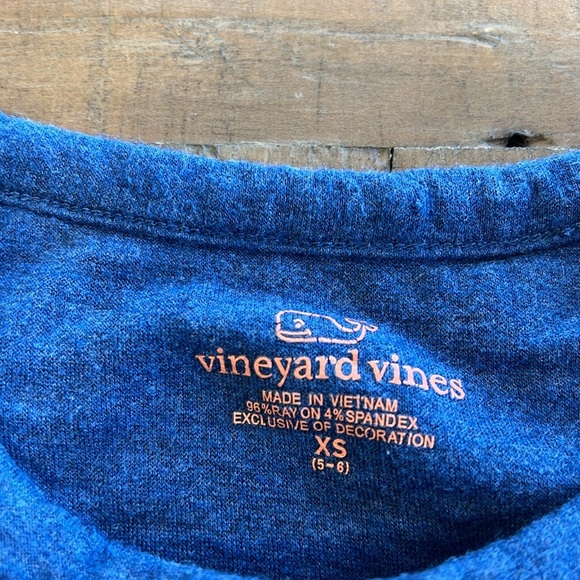 vineyard vines
MADE IN VIETNAM
96%RAYON 4%SPANDEX
EXCLUSIVE OF DECORATION
XS
(5-6)